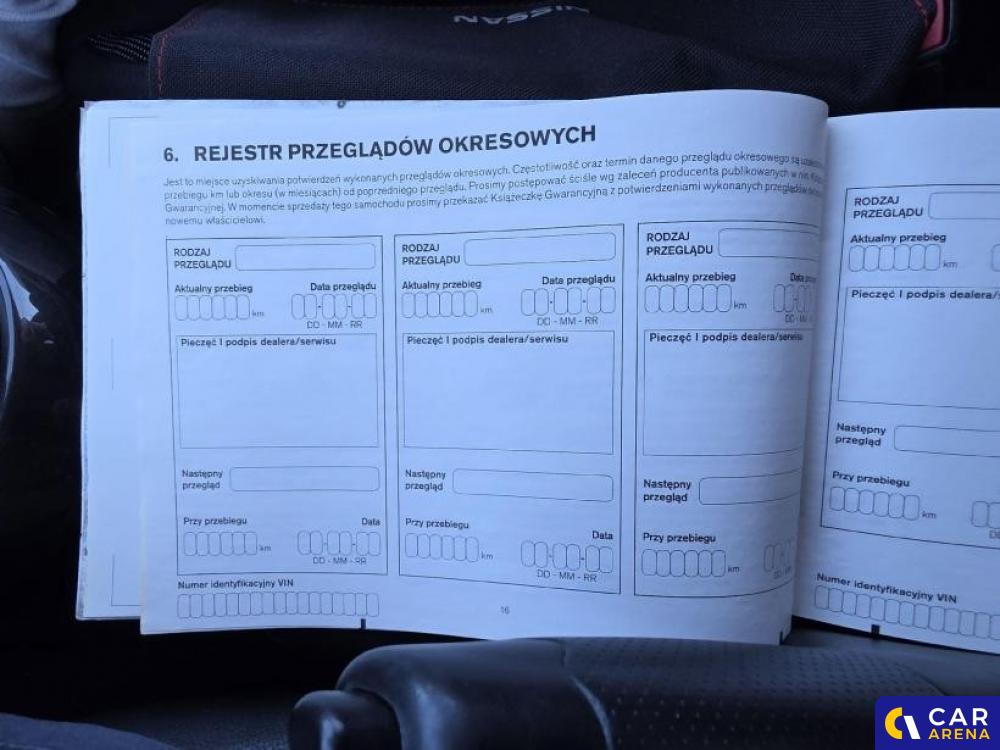 NISSAN
6. REJESTR PRZEGLĄDÓW OKRESOWYCH
Jest to miejsce uzyskiwania potwierdzeń wykonanych przeglądów okresowych. Częstotliwość oraz termin danego przeglądu okresowego są
przebiegu km lub okresu (w miesiącach) od poprzedniego przeglądu. Prosimy postępować ściśle wg zaleceń producenta publikowanych w
Gwarancyjnej. W momencie sprzedaży tego samochodu prosimy przekazać Książeczkę Gwarancyjną z potwierdzeniami wykonanych przeglądów
nowemu właścicielowi.
RODZAJ
PRZEGLĄDU
Aktualny przebieg Data przeglądu
km
DD - MM - RR
Pieczęć I podpis dealera/serwisu
Następny
przegląd
Przy przebiegu Data
km
DD - MM - RR
Numer identyfikacyjny VIN
RODZAJ
PRZEGLĄDU
Aktualny przebieg Data przeglądu
km
DD - MM - RR
Pieczęć I podpis dealera/serwisu
Następny
przegląd
Przy przebiegu
Data
km
DD - MM - RR
RODZAJ
PRZEGLĄDU
Aktualny przebieg Data
km
DD - M
Pieczęć I podpis dealera/serwisu
Następny
przegląd
Przy przebiegu
km
16
RODZAJ
PRZEGLĄDU
Aktualny przebieg
km
Pieczęć I podpis dealera/
Następny
przegląd
Przy przebiegu
km
Numer identyfikacyjny VIN
CAR
ARENA